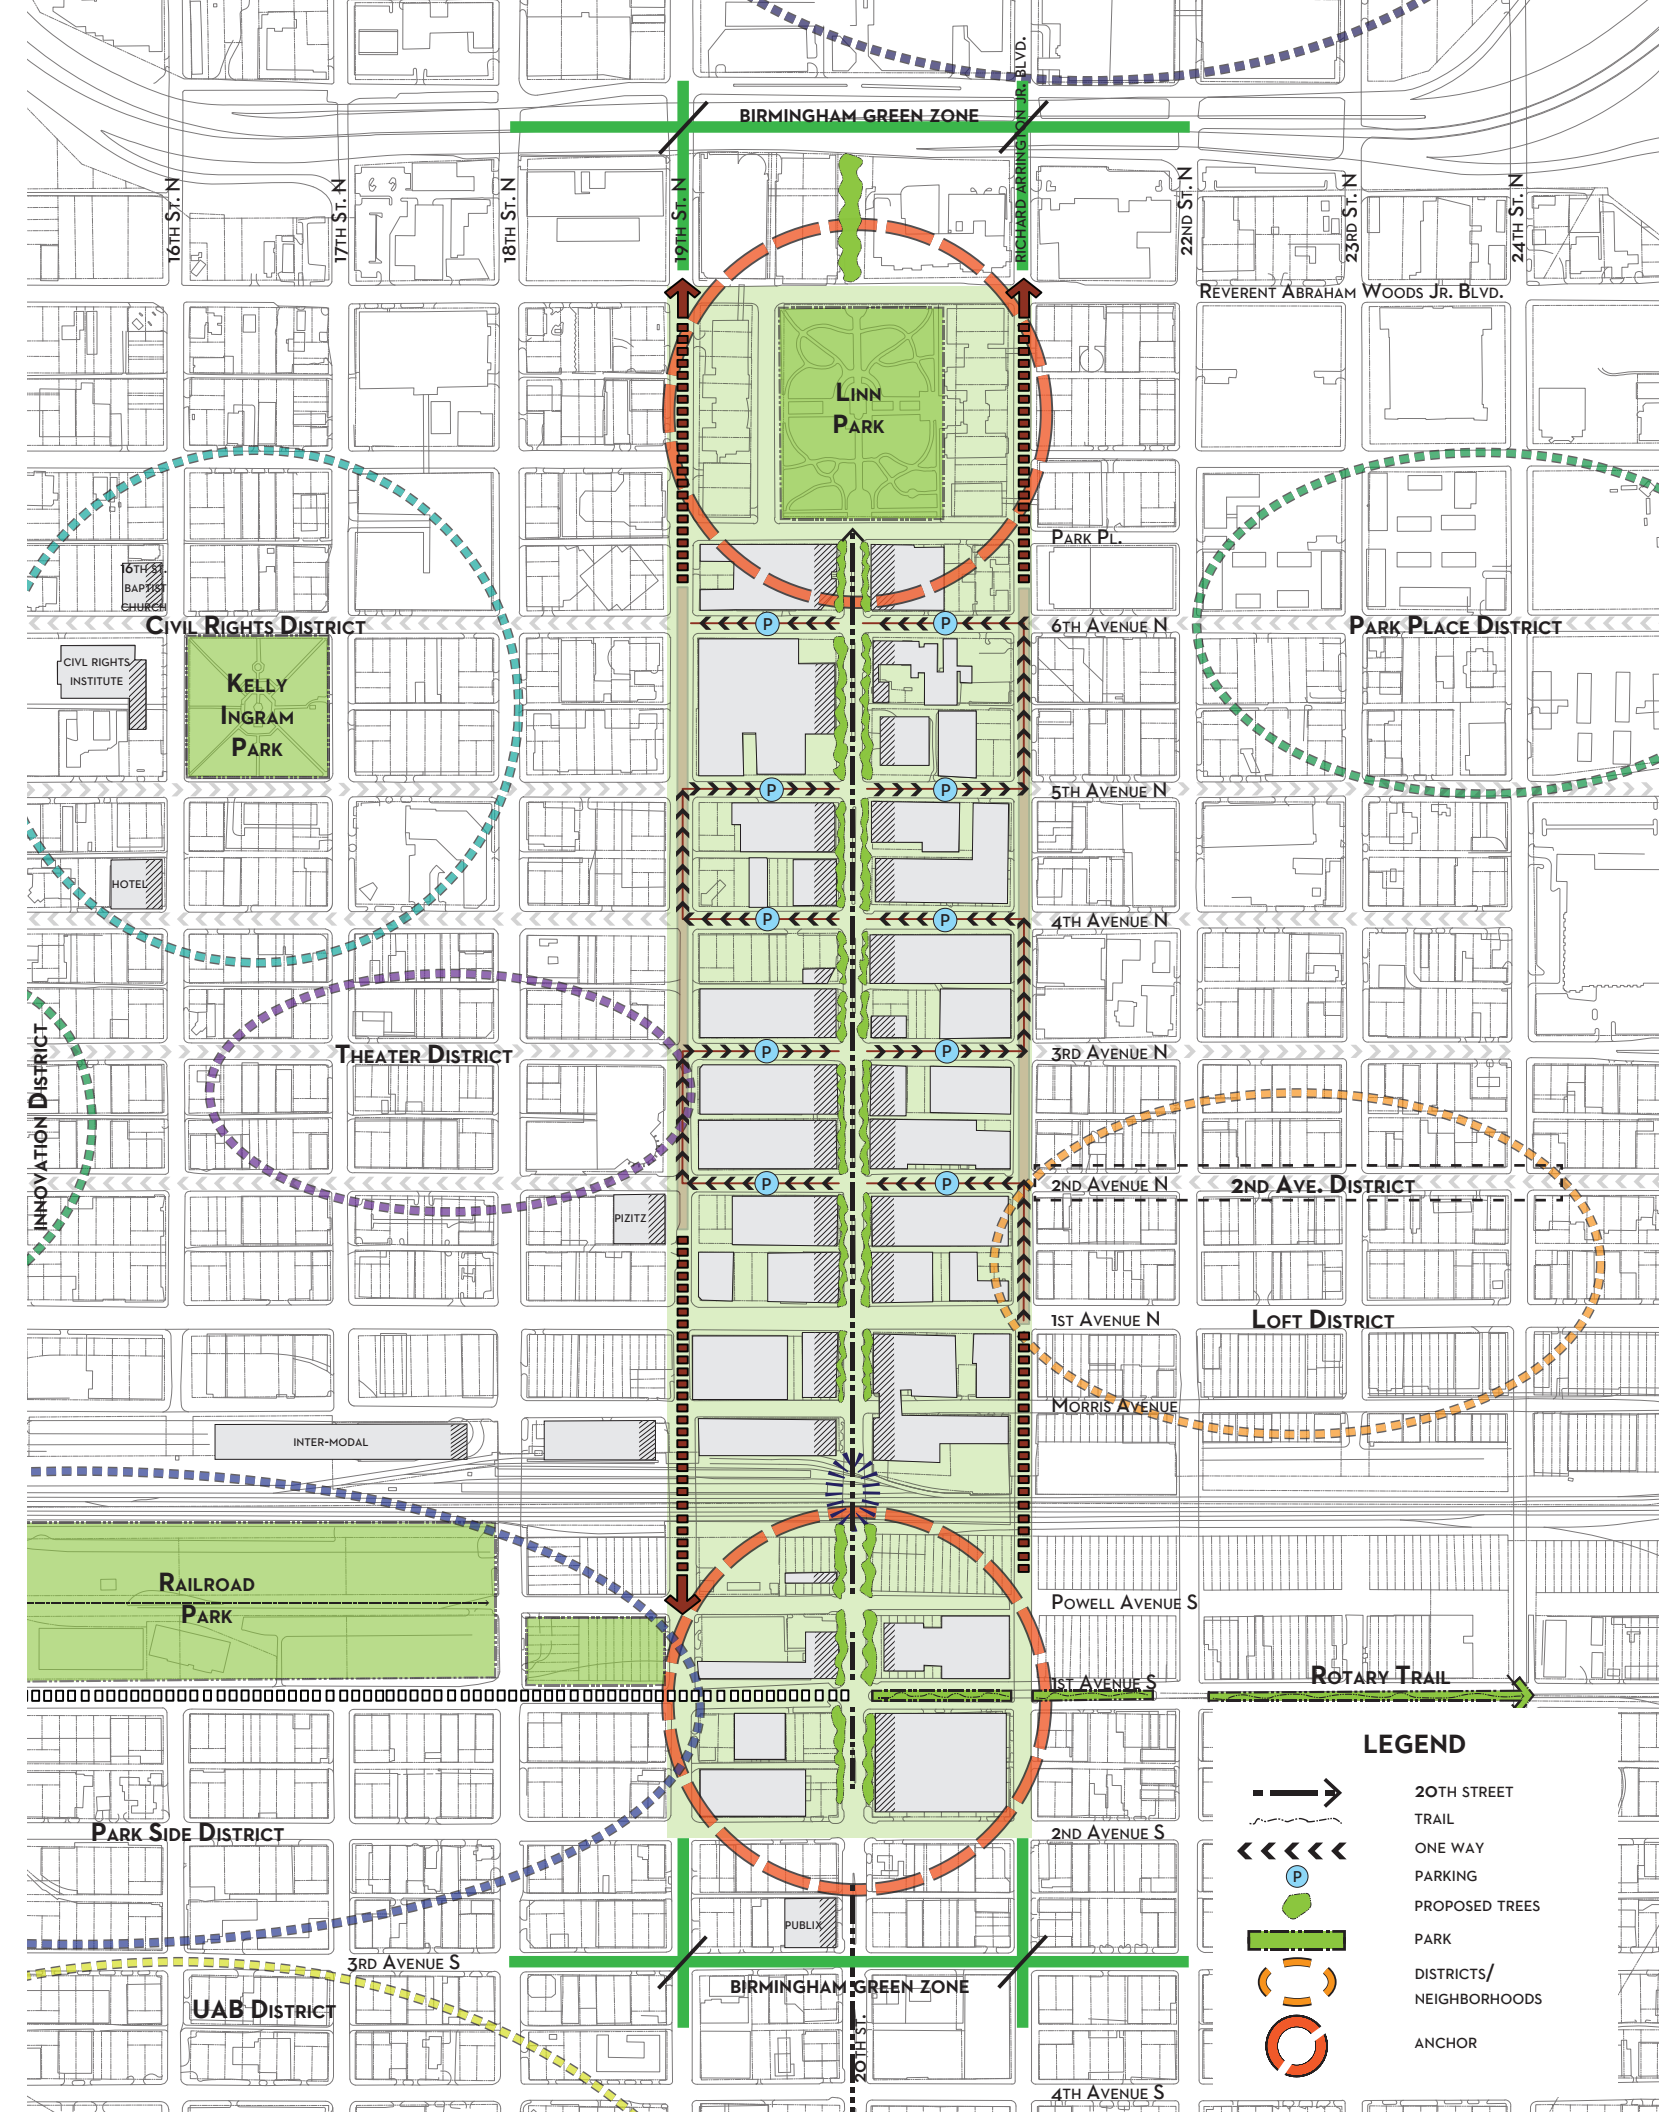 BIRMINGHAM GREEN ZONE
RICHARD ARRINGTON JR. BLVD.
16TH ST. N
17TH ST. N
18TH ST. N
19TH ST. N
22ND ST. N
23RD ST. N
24TH ST. N
REVERENT ABRAHAM WOODS JR. BLVD.
LINN
PARK
PARK PL.
16TH ST.
BAPTIST
CHURCH
CIVIL RIGHTS DISTRICT
P
P
6TH AVENUE N
PARK PLACE DISTRICT
CIVL RIGHTS
INSTITUTE
KELLY
INGRAM
PARK
P
P
5TH AVENUE N
HOTEL
P
P
4TH AVENUE N
INNOVATION DISTRICT
THEATER DISTRICT
P
P
3RD AVENUE N
P
P
2ND AVENUE N
2ND AVE. DISTRICT
PIZITZ
1ST AVENUE N
LOFT DISTRICT
MORRIS AVENUE
INTER-MODAL
RAILROAD
PARK
POWELL AVENUE S
1ST AVENUE S
ROTARY TRAIL
PARK SIDE DISTRICT
2ND AVENUE S
PUBLIX
3RD AVENUE S
BIRMINGHAM GREEN ZONE
UAB DISTRICT
20TH ST.
4TH AVENUE S
LEGEND
20TH STREET
TRAIL
ONE WAY
P
PARKING
PROPOSED TREES
PARK
DISTRICTS/
NEIGHBORHOODS
ANCHOR